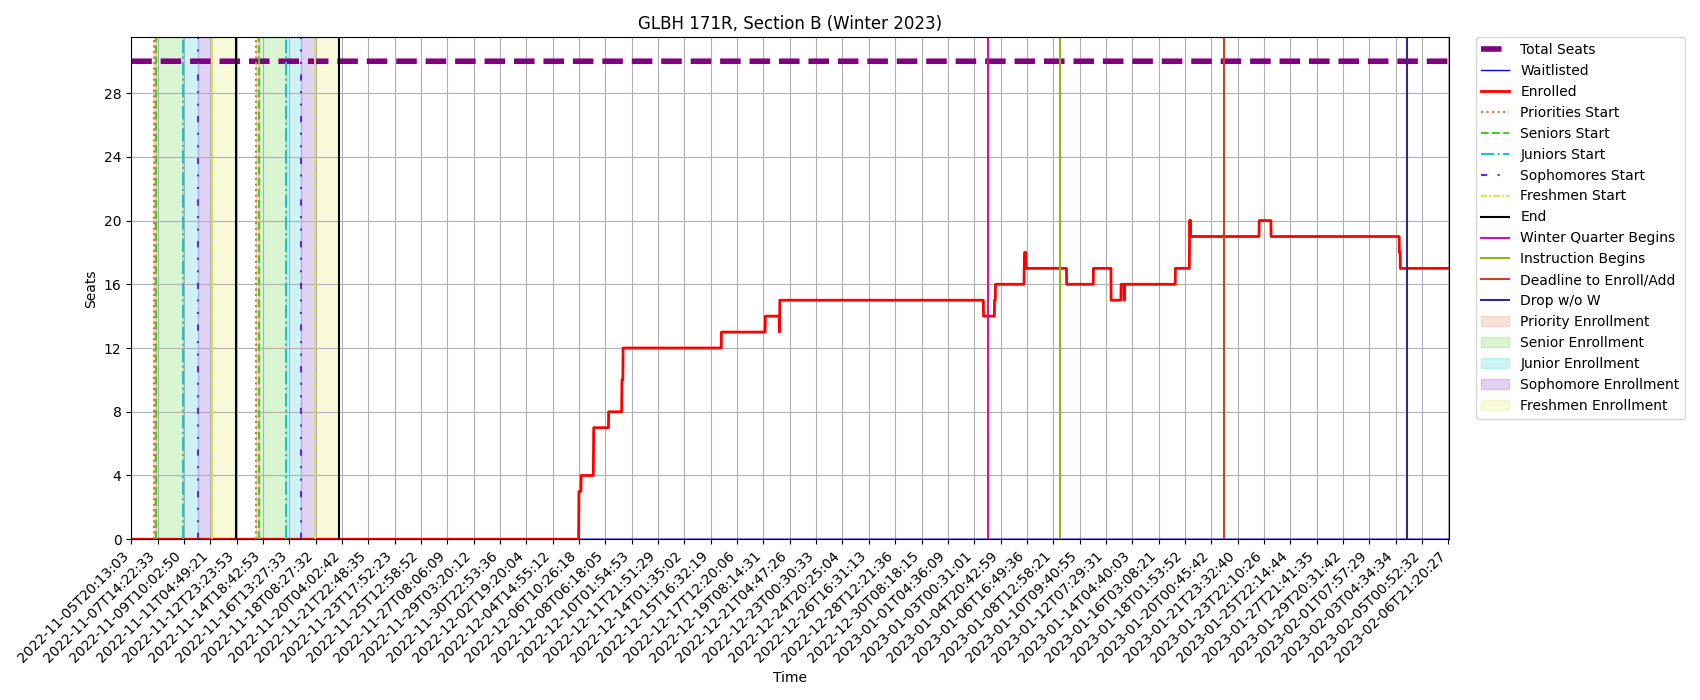 GLBH 171R, Section B (Winter 2023)
Seats
28
24
20
16
12
8
4
0
2022-11-05T20:13:03
2022-11-07T14:22:33
2022-11-09T10:02:50
2022-11-11T04:49:21
2022-11-12T23:23:53
2022-11-14T18:42:53
2022-11-16T13:27:33
2022-11-18T08:27:32
2022-11-20T04:02:42
2022-11-21T22:48:35
2022-11-23T17:52:23
2022-11-25T12:58:52
2022-11-27T08:06:09
2022-11-29T03:20:12
2022-11-30T22:53:36
2022-12-02T19:20:04
2022-12-04T14:55:12
2022-12-06T10:26:18
2022-12-08T06:18:05
2022-12-10T01:54:53
2022-12-11T21:51:29
2022-12-14T01:35:02
2022-12-15T16:32:19
2022-12-17T12:20:06
2022-12-19T08:14:31
2022-12-21T04:47:26
2022-12-23T00:30:33
2022-12-24T20:25:04
2022-12-26T16:31:13
2022-12-28T12:21:36
2022-12-30T08:18:15
2023-01-01T04:36:09
2023-01-03T00:31:01
2023-01-04T20:42:59
2023-01-06T16:49:36
2023-01-08T12:58:21
2023-01-10T09:40:55
2023-01-12T07:29:31
2023-01-14T04:40:03
2023-01-16T03:08:21
2023-01-18T01:53:52
2023-01-20T00:45:42
2023-01-21T23:32:40
2023-01-23T22:10:26
2023-01-25T22:14:44
2023-01-27T21:41:35
2023-01-29T20:31:42
2023-02-01T07:57:29
2023-02-03T04:34:34
2023-02-05T00:52:32
2023-02-06T21:20:27
Time
Total Seats
Waitlisted
Enrolled
Priorities Start
Seniors Start
Juniors Start
Sophomores Start
Freshmen Start
End
Winter Quarter Begins
Instruction Begins
Deadline to Enroll/Add
Drop w/o W
Priority Enrollment
Senior Enrollment
Junior Enrollment
Sophomore Enrollment
Freshmen Enrollment